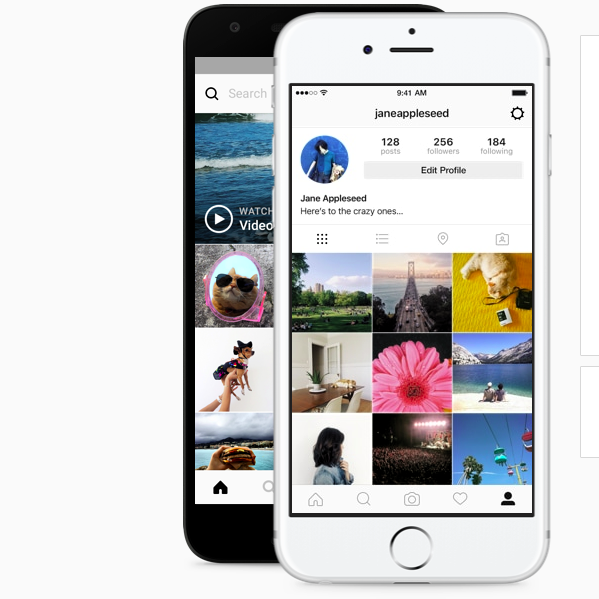 Search
WATCH
Video
9:41 AM
janeappleseed
128
256
184
posts
followers
following
Edit Profile
Jane Appleseed
Here's to the crazy ones...